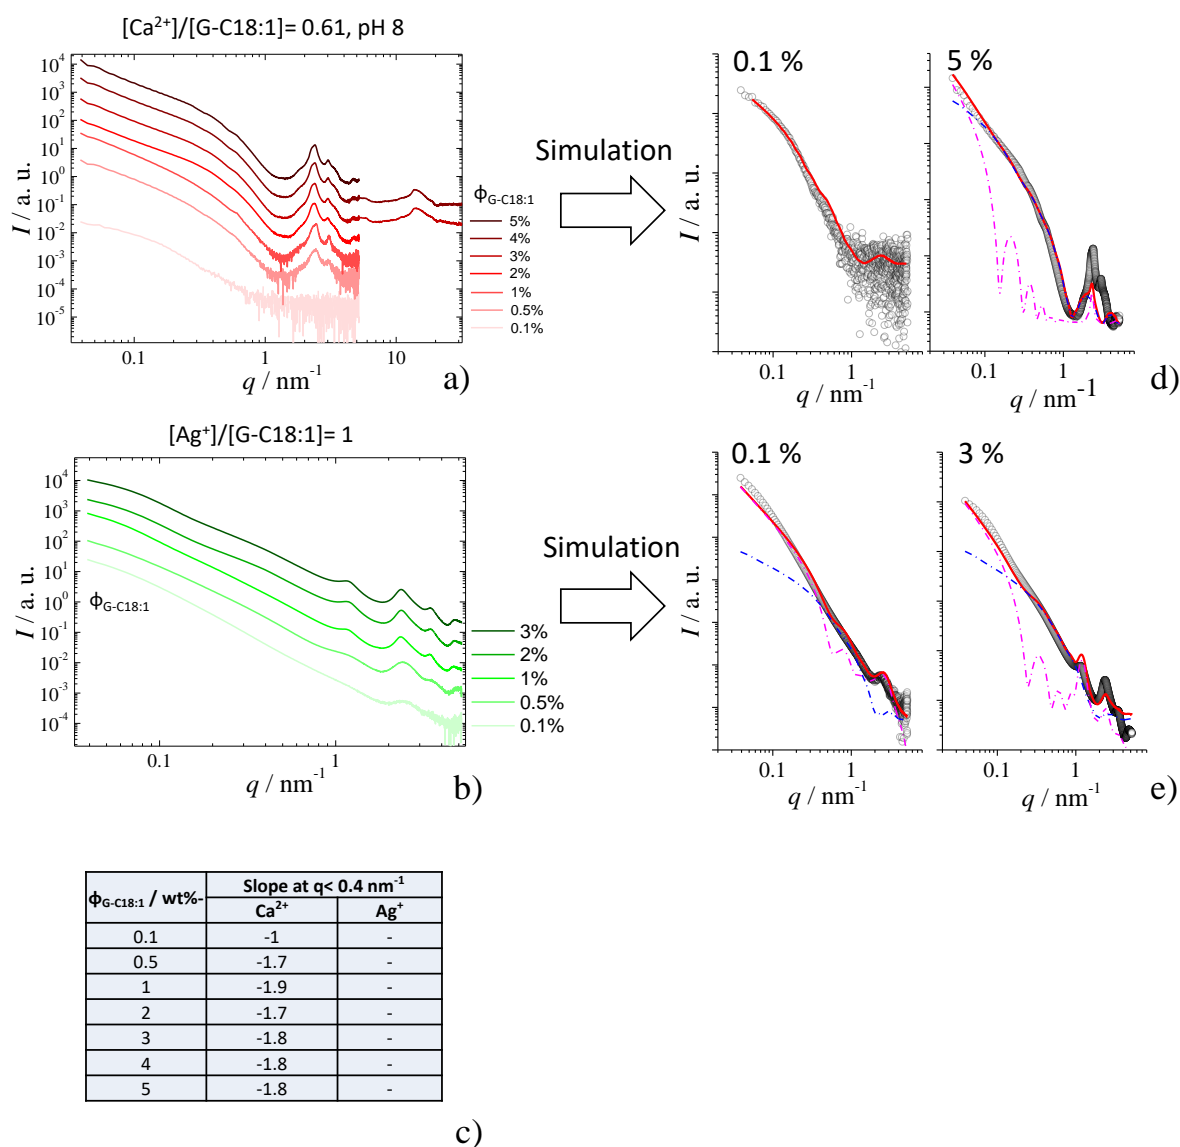 [Ca²⁺]/[G-C18:1]= 0.61, pH 8
I / a. u.
10⁴
10³
10²
10¹
10⁰
10⁻¹
10⁻²
10⁻³
10⁻⁴
10⁻⁵
0.1 1 10
q / nm⁻¹
a)
ϕG-C18:1
5%
4%
3%
2%
1%
0.5%
0.1%
Simulation
0.1 %
I / a. u.
0.1 1
q / nm⁻¹
5 %
0.1 1
q / nm⁻¹
d)
[Ag⁺]/[G-C18:1]= 1
I / a. u.
10⁴
10³
10²
10¹
10⁰
10⁻¹
10⁻²
10⁻³
10⁻⁴
ϕG-C18:1
0.1 1
q / nm⁻¹
b)
3%
2%
1%
0.5%
0.1%
Simulation
0.1 %
I / a. u.
0.1 1
q / nm⁻¹
3 %
0.1 1
q / nm⁻¹
e)
ϕG-C18:1 / wt%- Slope at q< 0.4 nm⁻¹
Ca²⁺ Ag⁺
0.1 -1 -
0.5 -1.7 -
1 -1.9 -
2 -1.7 -
3 -1.8 -
4 -1.8 -
5 -1.8 -
c)